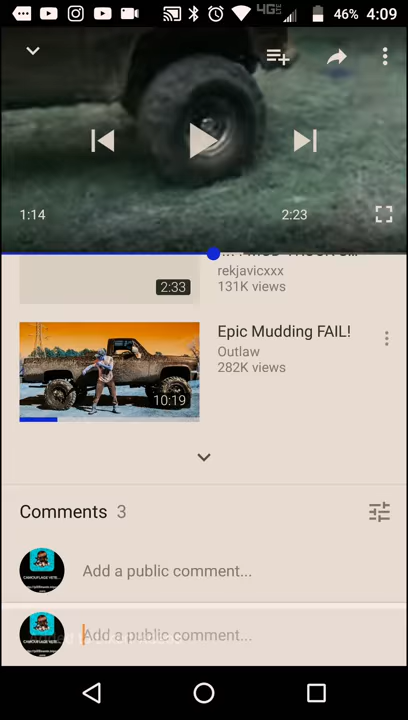 46% 4:09
4G
1:14
2:23
rekjavicxxx
2:33
131K views
Epic Mudding FAIL!
Outlaw
282K views
10:19
Comments 3
Add a public comment...
Add a public comment...